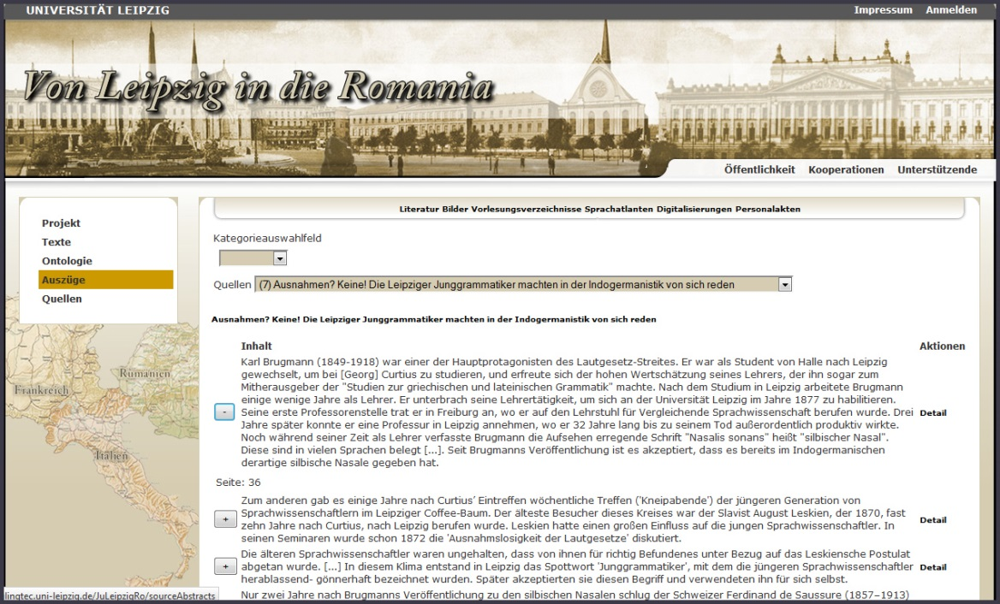 UNIVERSITÄT LEIPZIG
Impressum Anmelden
Von Leipzig in die Romania
Öffentlichkeit Kooperationen Unterstützende
Literatur Bilder Vorlesungsverzeichnisse Sprachatlanten Digitalisierungen Personalakten
Projekt
Texte
Ontologie
Auszüge
Quellen
Rumänien
Frankreich
Italien
Kategorieauswahlfeld
Quellen (7) Ausnahmen? Keine! Die Leipziger Junggrammatiker machten in der Indogermanistik von sich reden
Ausnahmen? Keine! Die Leipziger Junggrammatiker machten in der Indogermanistik von sich reden
Inhalt Aktionen
Karl Brugmann (1849-1918) war einer der Hauptprotagonisten des Lautgesetz-Streites. Er war als Student von Halle nach Leipzig
gewechselt, um bei [Georg] Curtius zu studieren, und erfreute sich der hohen Wertschätzung seines Lehrers, der ihn sogar zum
Mitherausgeber der "Studien zur griechischen und lateinischen Grammatik" machte. Nach dem Studium in Leipzig arbeitete Brugmann
einige wenige Jahre als Lehrer. Er unterbrach seine Lehrertätigkeit, um sich an der Universität Leipzig im Jahre 1877 zu habilitieren.
- Seine erste Professorenstelle trat er in Freiburg an, wo er auf den Lehrstuhl für Vergleichende Sprachwissenschaft berufen wurde. Drei Detail
Jahre später konnte er eine Professur in Leipzig annehmen, wo er 32 Jahre lang bis zu seinem Tod außerordentlich produktiv wirkte.
Noch während seiner Zeit als Lehrer verfasste Brugmann die Aufsehen erregende Schrift "Nasalis sonans" heißt "silbischer Nasal".
Diese sind in vielen Sprachen belegt [...]. Seit Brugmanns Veröffentlichung ist es akzeptiert, dass es bereits im Indogermanischen
derartige silbische Nasale gegeben hat.
Seite: 36
Zum anderen gab es einige Jahre nach Curtius’ Eintreffen wöchentliche Treffen ('Kneipabende') der jüngeren Generation von
+ Sprachwissenschaftlern im Leipziger Coffee-Baum. Der älteste Besucher dieses Kreises war der Slavist August Leskien, der 1870, fast Detail
zehn Jahre nach Curtius, nach Leipzig berufen wurde. Leskien hatte einen großen Einfluss auf die jungen Sprachwissenschaftler. In
seinen Seminaren wurde schon 1872 die 'Ausnahmslosigkeit der Lautgesetze' diskutiert.
Die älteren Sprachwissenschaftler waren ungehalten, dass von ihnen für richtig Befundenes unter Bezug auf das Leskiensche Postulat
+ abgetan wurde. [...] In diesem Klima entstand in Leipzig das Spottwort 'Junggrammatiker', mit dem die jüngeren Sprachwissenschaftler Detail
herablassend- gönnerhaft bezeichnet wurden. Später akzeptierten sie diesen Begriff und verwendeten ihn für sich selbst.
Nur zwei Jahre nach Brugmanns Veröffentlichung zu den silbischen Nasalen schlug der Schweizer Ferdinand de Saussure (1857–1913)
lingtec.uni-leipzig.de/JuLeipzigRo/sourceAbstracts